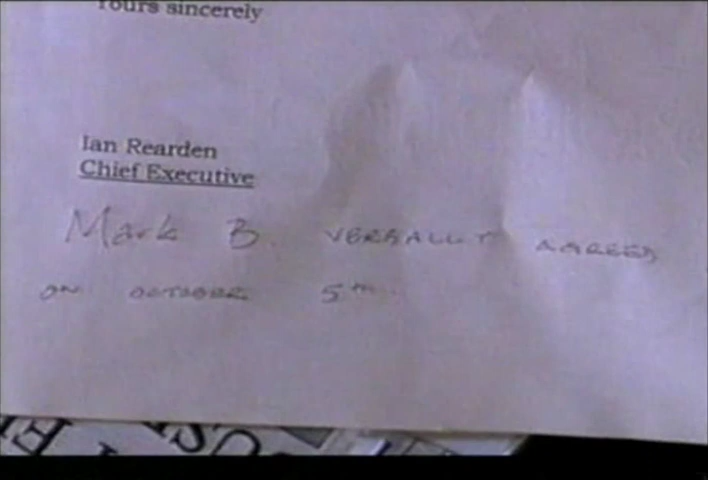 Yours sincerely
Ian Rearden
Chief Executive
Mark B. VERBALLY AGREED
ON OCTOBER 5th